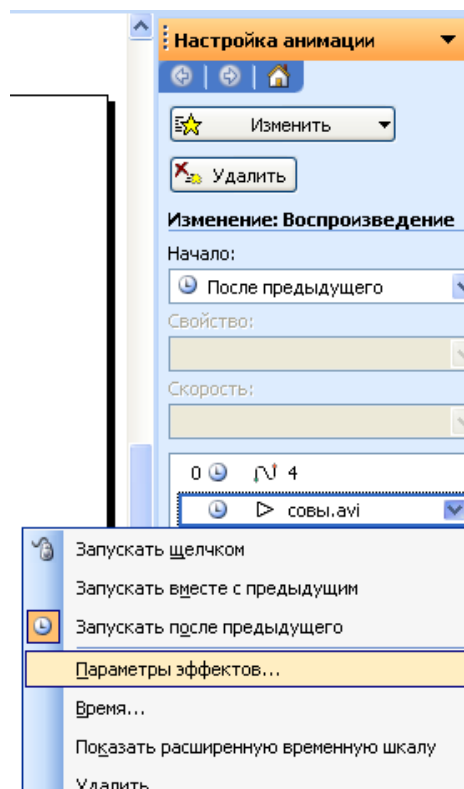 Настройка анимации
Изменить
Удалить
Изменение: Воспроизведение
Начало:
После предыдущего
Свойство:
Скорость:
0 4
совы.avi
Запускать щелчком
Запускать вместе с предыдущим
Запускать после предыдущего
Параметры эффектов...
Время...
Показать расширенную временную шкалу
Удалить